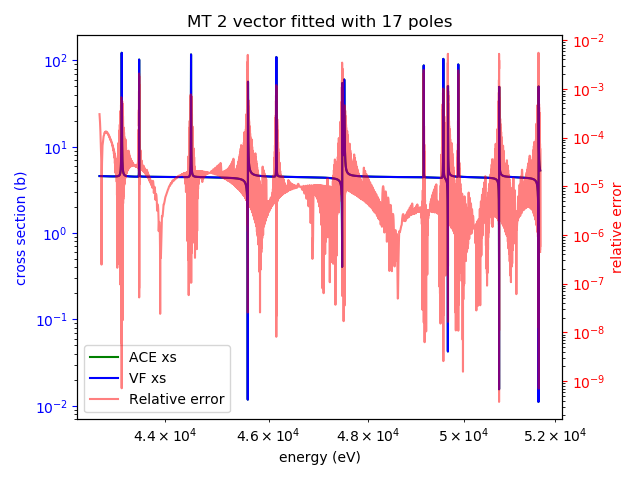 MT 2 vector fitted with 17 poles
cross section (b)
10²
10¹
10⁰
10⁻¹
10⁻²
10⁻²
10⁻³
10⁻⁴
10⁻⁵
10⁻⁶
10⁻⁷
10⁻⁸
10⁻⁹
relative error
ACE xs
VF xs
Relative error
4.4 × 10⁴ 4.6 × 10⁴ 4.8 × 10⁴ 5 × 10⁴ 5.2 × 10⁴
energy (eV)